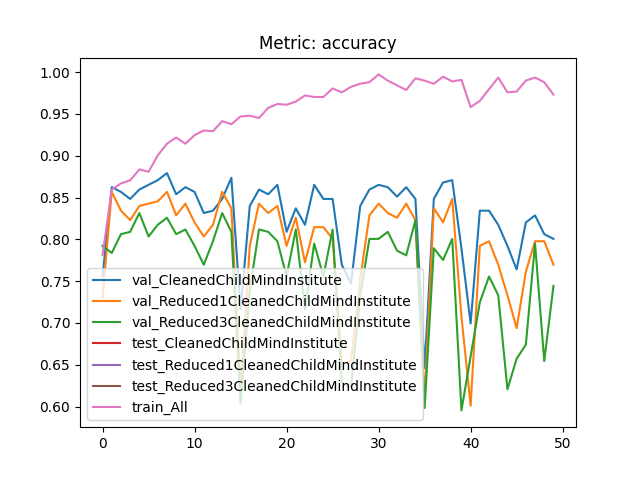 Metric: accuracy
1.00
0.95
0.90
0.85
0.80
0.75
0.70
0.65
0.60
val_CleanedChildMindInstitute
val_Reduced1CleanedChildMindInstitute
val_Reduced3CleanedChildMindInstitute
test_CleanedChildMindInstitute
test_Reduced1CleanedChildMindInstitute
test_Reduced3CleanedChildMindInstitute
train_All
0 10 20 30 40 50